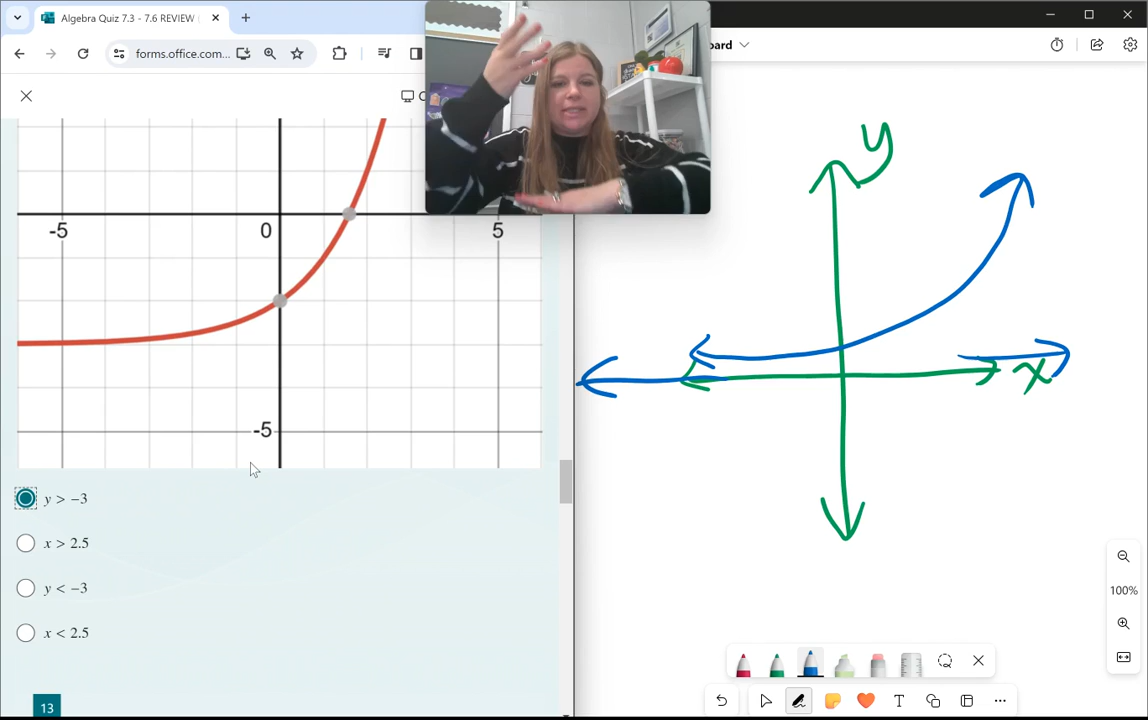 Algebra Quiz 7.3 - 7.6 REVIEW
forms.office.com...
oard
-5
0
5
-5
y > −3
x > 2.5
y < −3
x < 2.5
13
y
x
100%
T